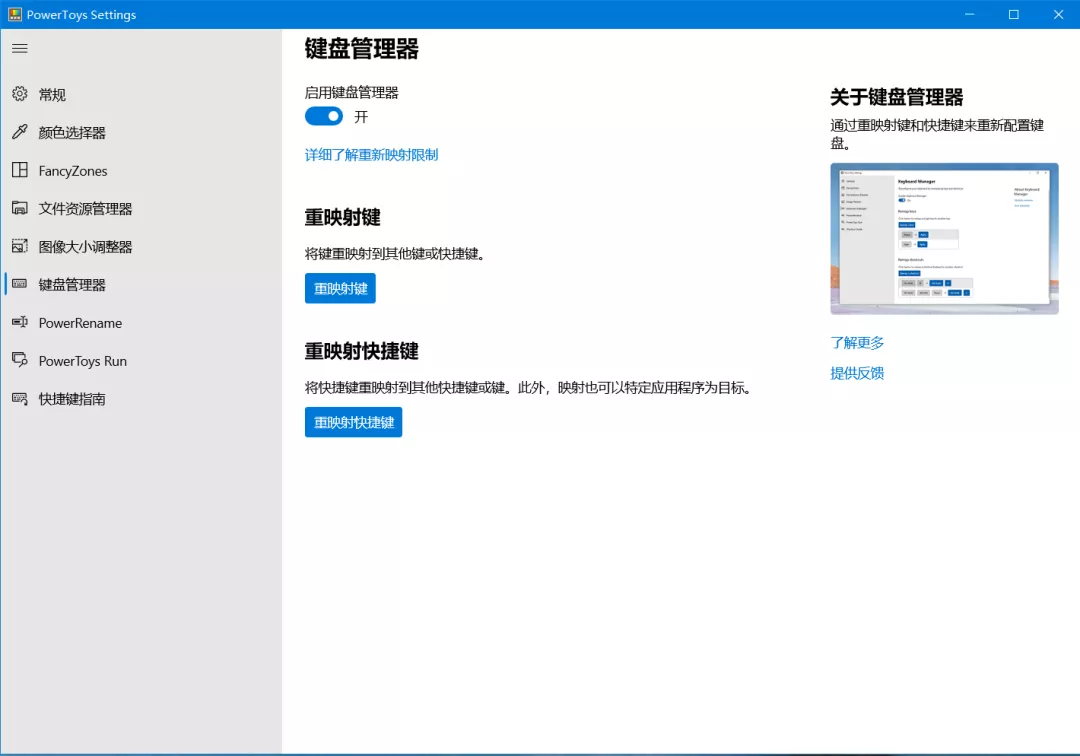 PowerToys Settings
常规
颜色选择器
FancyZones
文件资源管理器
图像大小调整器
键盘管理器
PowerRename
PowerToys Run
快捷键指南
键盘管理器
启用键盘管理器
开
详细了解重新映射限制
重映射键
将键重映射到其他键或快捷键。
重映射键
重映射快捷键
将快捷键重映射到其他快捷键或键。此外，映射也可以特定应用程序为目标。
重映射快捷键
关于键盘管理器
通过重映射键和快捷键来重新配置键
盘。
Keyboard Manager
了解更多
提供反馈